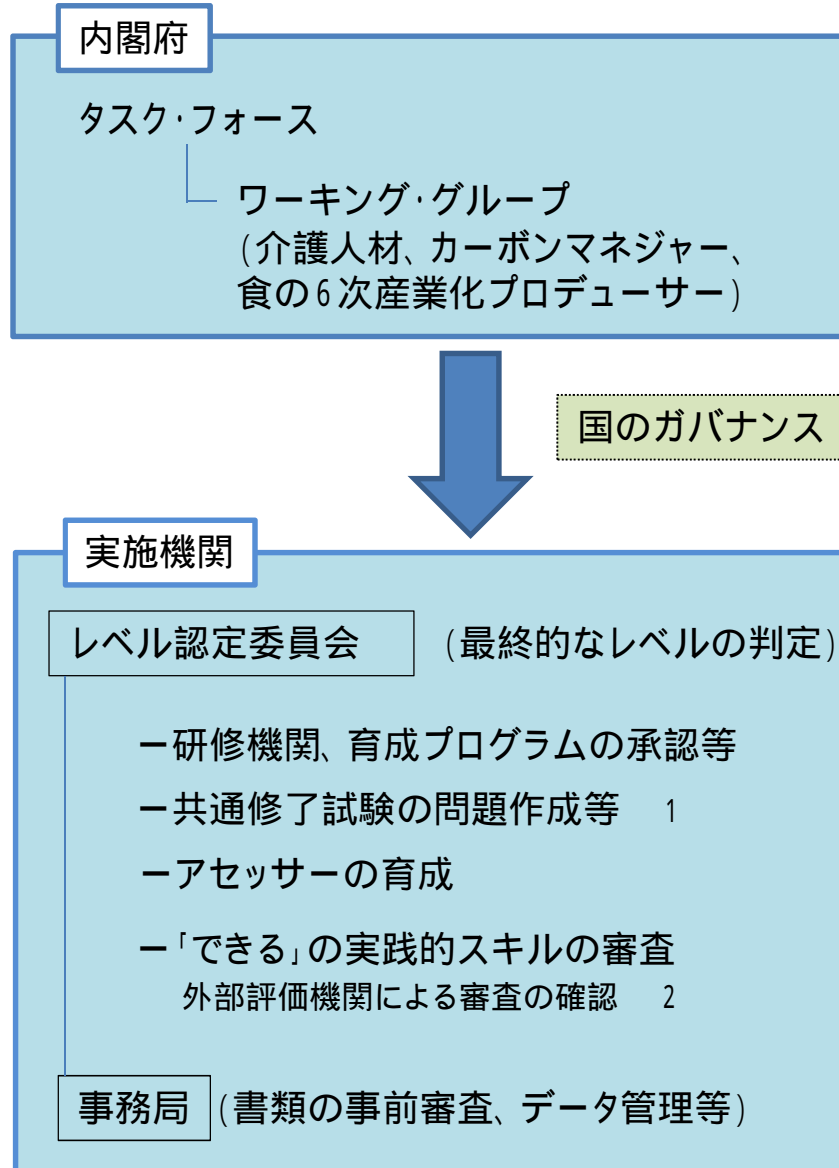 内閣府
タスク・フォース
ワーキング・グループ
(介護人材、カーボンマネジャー、
食の6次産業化プロデューサー)
国のガバナンス
実施機関
レベル認定委員会 (最終的なレベルの判定)
ー研修機関、育成プログラムの承認等
ー共通修了試験の問題作成等 1
ーアセッサーの育成
ー「できる」の実践的スキルの審査
外部評価機関による審査の確認 2
事務局 (書類の事前審査、データ管理等)